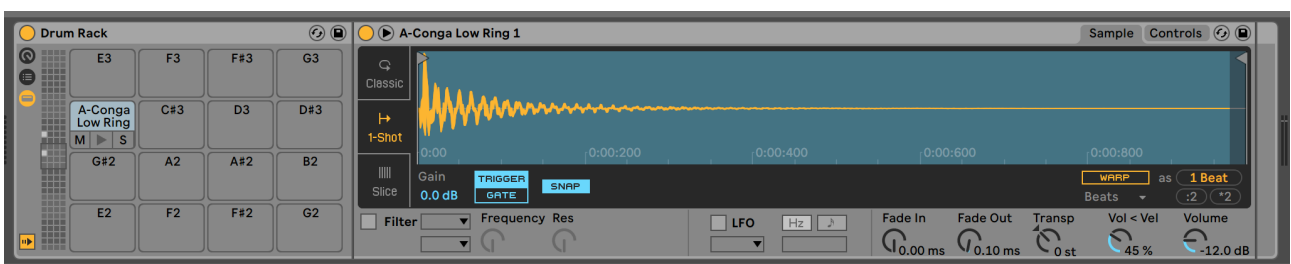 Drum Rack
E3
F3
F#3
G3
A-Conga
Low Ring
M
S
C#3
D3
D#3
G#2
A2
A#2
B2
E2
F2
F#2
G2
A-Conga Low Ring 1
Sample
Controls
Classic
1-Shot
Slice
0:00
0:00:200
0:00:400
0:00:600
0:00:800
Gain
0.0 dB
TRIGGER
GATE
SNAP
WARP as 1 Beat
Beats :2 *2
Filter
Frequency Res
LFO
Hz
Fade In
0.00 ms
Fade Out
0.10 ms
Transp
0 st
Vol < Vel
45 %
Volume
-12.0 dB